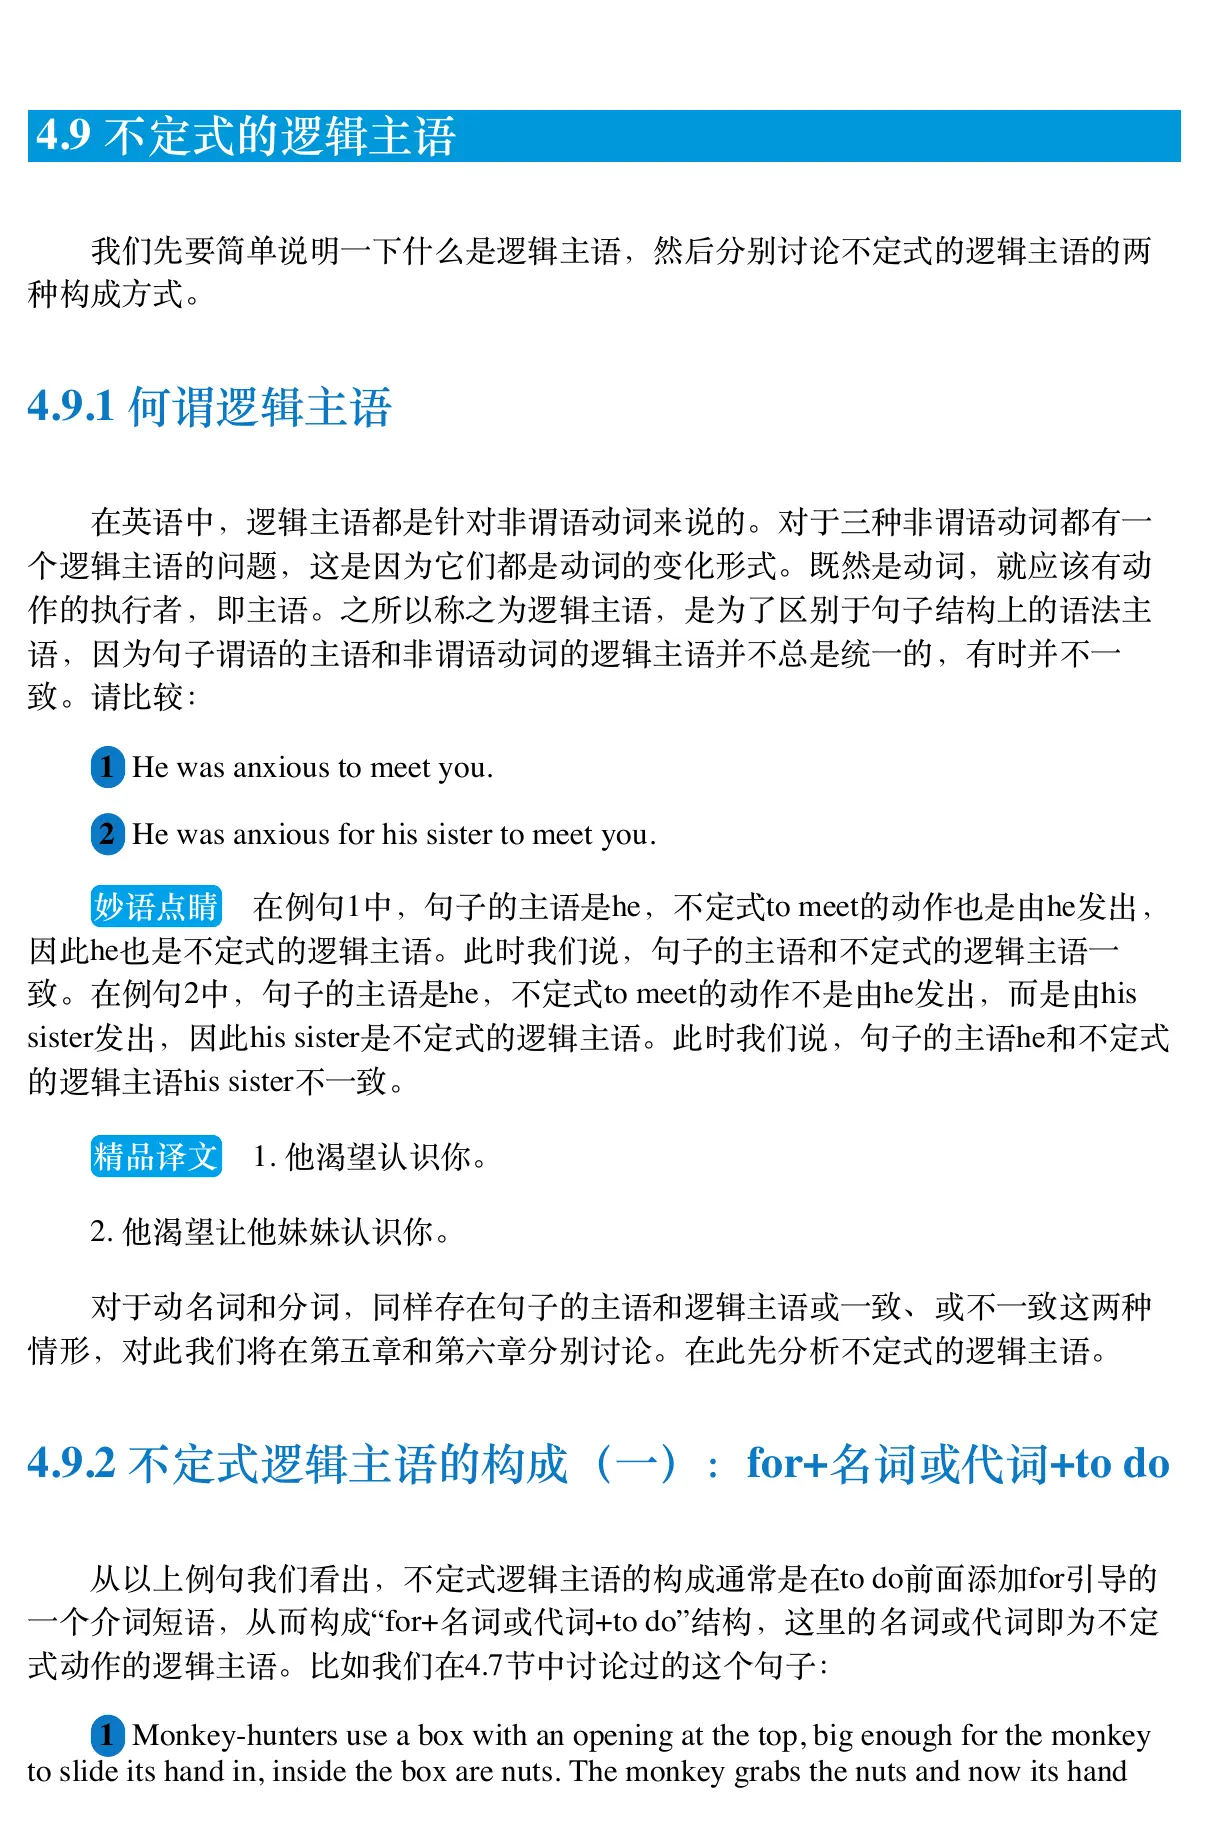 4.9 不定式的逻辑主语
我们先要简单说明一下什么是逻辑主语，然后分别讨论不定式的逻辑主语的两
种构成方式。
4.9.1 何谓逻辑主语
在英语中，逻辑主语都是针对非谓语动词来说的。对于三种非谓语动词都有一
个逻辑主语的问题，这是因为它们都是动词的变化形式。既然是动词，就应该有动
作的执行者，即主语。之所以称之为逻辑主语，是为了区别于句子结构上的语法主
语，因为句子谓语的主语和非谓语动词的逻辑主语并不总是统一的，有时并不一
致。请比较：
1 He was anxious to meet you.
2 He was anxious for his sister to meet you.
妙语点睛 在例句1中，句子的主语是he，不定式to meet的动作也是由he发出，
因此he也是不定式的逻辑主语。此时我们说，句子的主语和不定式的逻辑主语一
致。在例句2中，句子的主语是he，不定式to meet的动作不是由he发出，而是由his
sister发出，因此his sister是不定式的逻辑主语。此时我们说，句子的主语he和不定式
的逻辑主语his sister不一致。
精品译文 1. 他渴望认识你。
2. 他渴望让他妹妹认识你。
对于动名词和分词，同样存在句子的主语和逻辑主语或一致、或不一致这两种
情形，对此我们将在第五章和第六章分别讨论。在此先分析不定式的逻辑主语。
4.9.2 不定式逻辑主语的构成（一）：for+名词或代词+to do
从以上例句我们看出，不定式逻辑主语的构成通常是在to do前面添加for引导的
一个介词短语，从而构成“for+名词或代词+to do”结构，这里的名词或代词即为不定
式动作的逻辑主语。比如我们在4.7节中讨论过的这个句子：
1 Monkey-hunters use a box with an opening at the top, big enough for the monkey
to slide its hand in, inside the box are nuts. The monkey grabs the nuts and now its hand